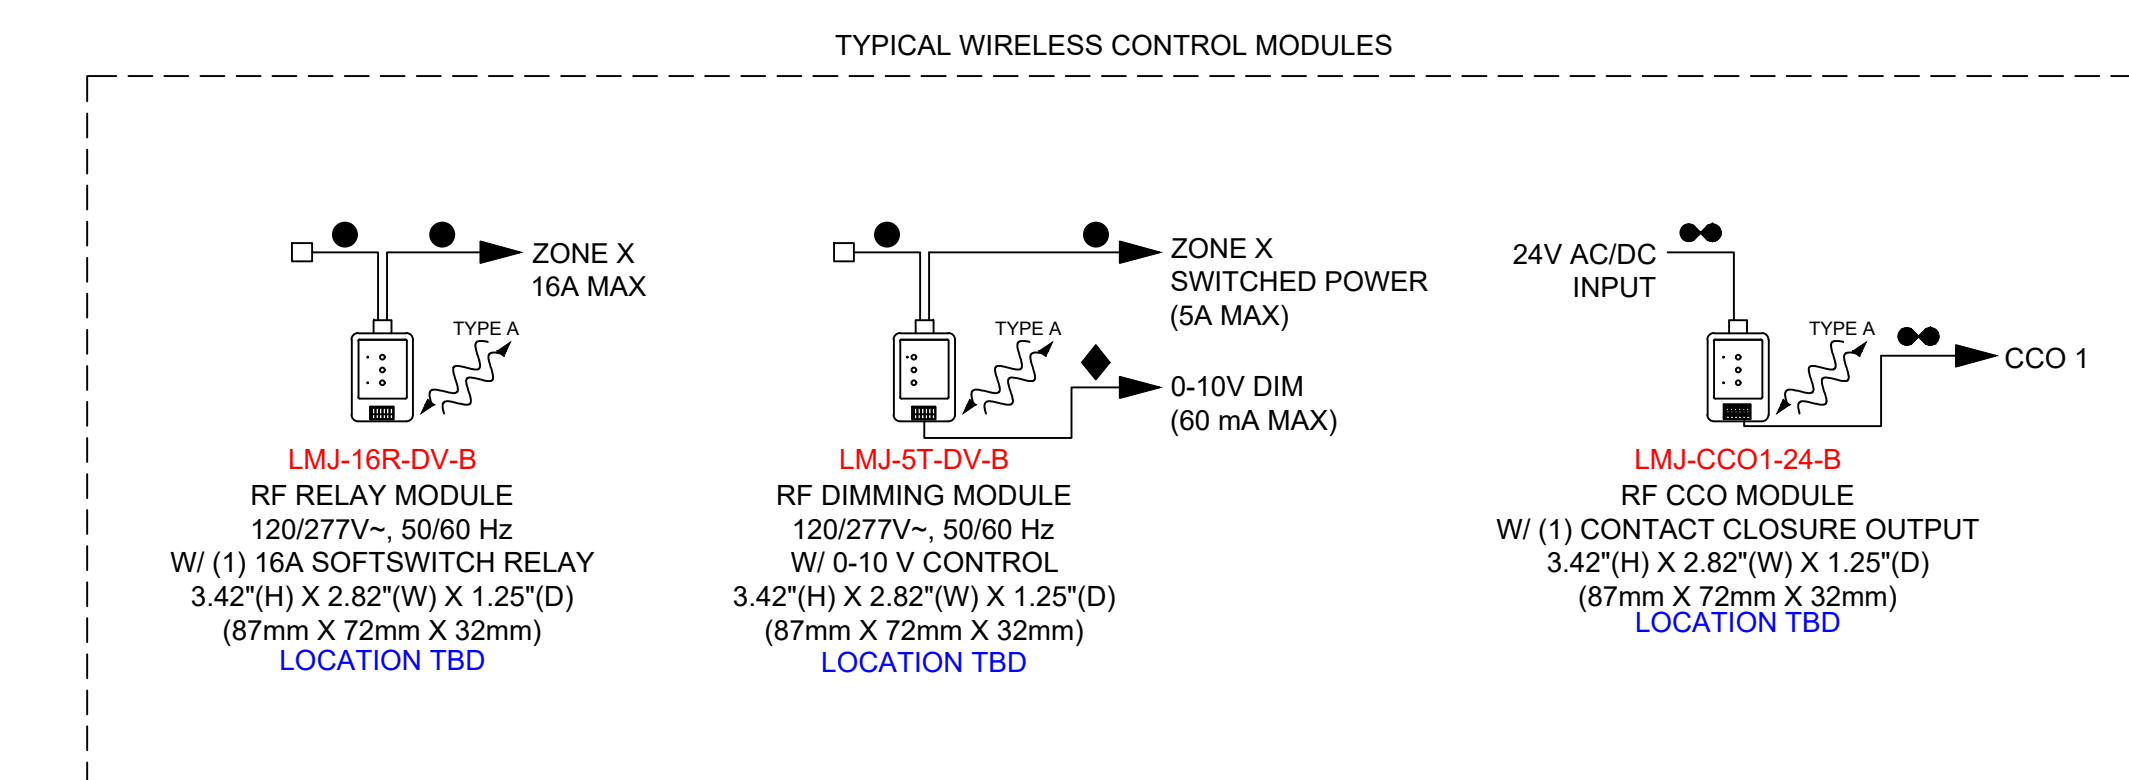 TYPICAL WIRELESS CONTROL MODULES
ZONE X
16A MAX
TYPE A
LMJ-16R-DV-B
RF RELAY MODULE
120/277V~, 50/60 Hz
W/ (1) 16A SOFTSWITCH RELAY
3.42"(H) X 2.82"(W) X 1.25"(D)
(87mm X 72mm X 32mm)
LOCATION TBD
ZONE X
SWITCHED POWER
(5A MAX)
TYPE A
0-10V DIM
(60 mA MAX)
LMJ-5T-DV-B
RF DIMMING MODULE
120/277V~, 50/60 Hz
W/ 0-10 V CONTROL
3.42"(H) X 2.82"(W) X 1.25"(D)
(87mm X 72mm X 32mm)
LOCATION TBD
24V AC/DC
INPUT
TYPE A
CCO 1
LMJ-CCO1-24-B
RF CCO MODULE
W/ (1) CONTACT CLOSURE OUTPUT
3.42"(H) X 2.82"(W) X 1.25"(D)
(87mm X 72mm X 32mm)
LOCATION TBD